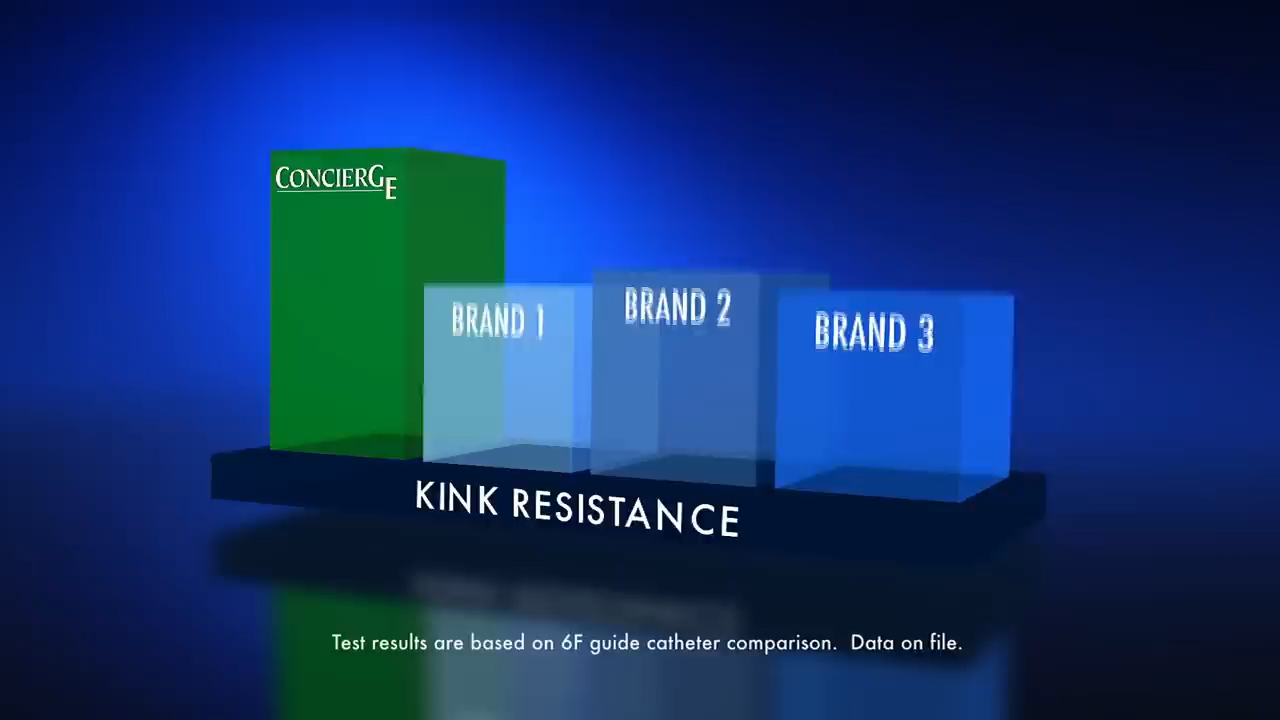 CONCIERGE
BRAND 1
BRAND 2
BRAND 3
KINK RESISTANCE
Test results are based on 6F guide catheter comparison. Data on file.